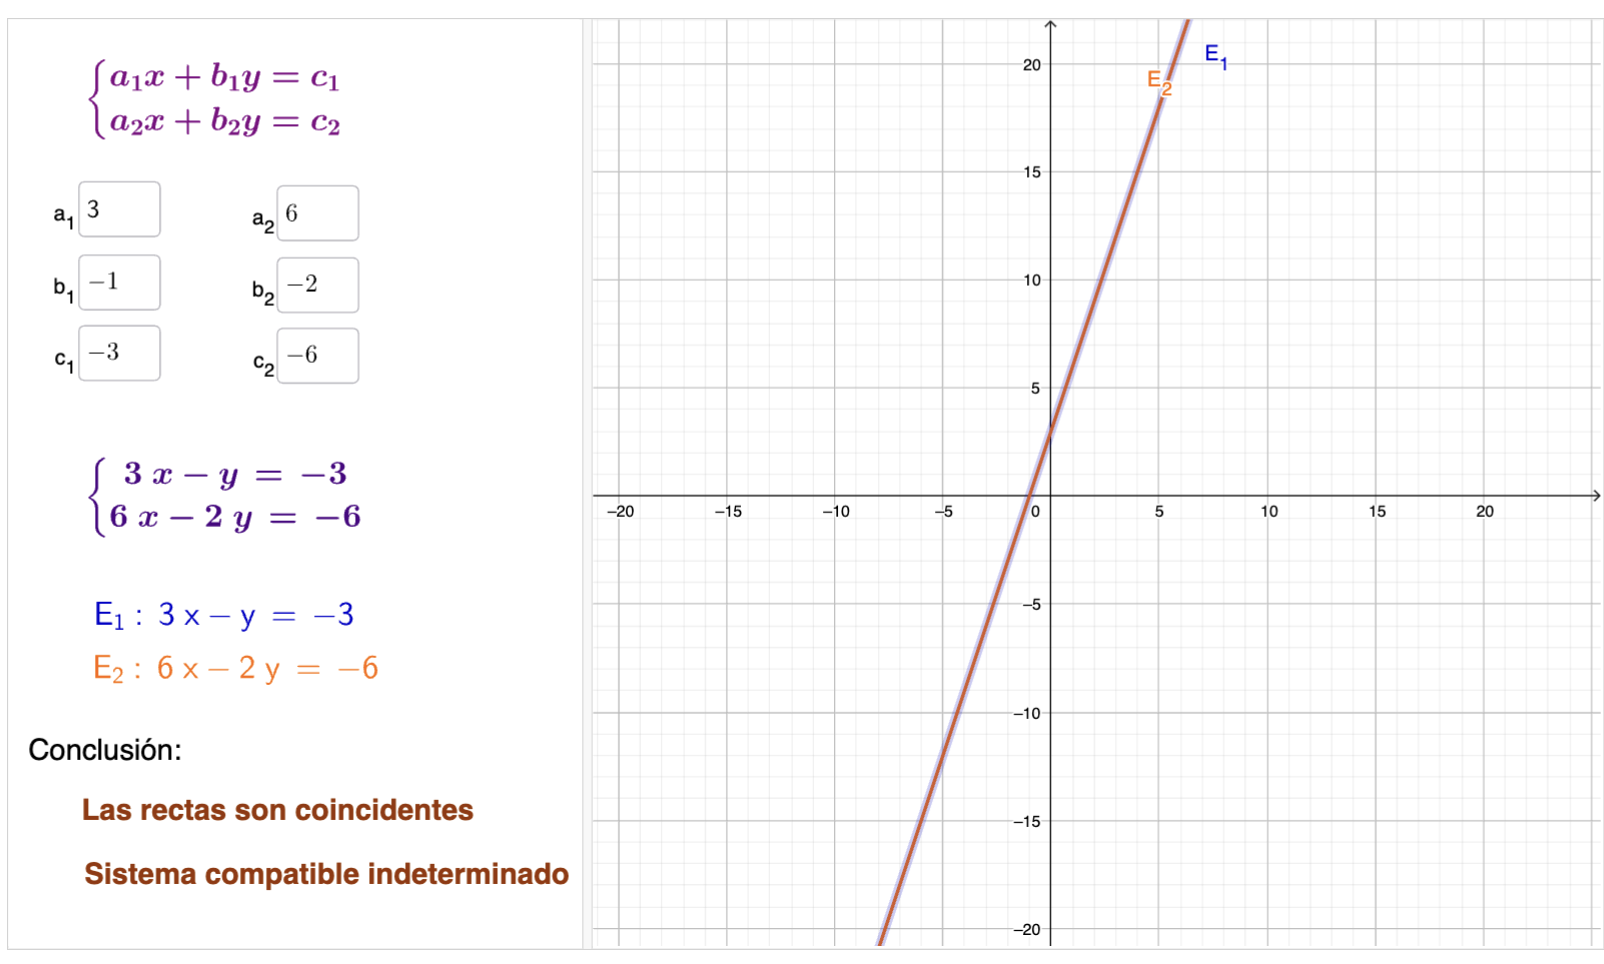 a₁x + b₁y = c₁
a₂x + b₂y = c₂
a₁ 3 a₂ 6
b₁ −1 b₂ −2
c₁ −3 c₂ −6
3 x − y = −3
6 x − 2 y = −6
E₁ : 3 x − y = −3
E₂ : 6 x − 2 y = −6
Conclusión:
Las rectas son coincidentes
Sistema compatible indeterminado
E₁
E₂
20
15
10
5
−20 −15 −10 −5 0 5 10 15 20
−5
−10
−15
−20